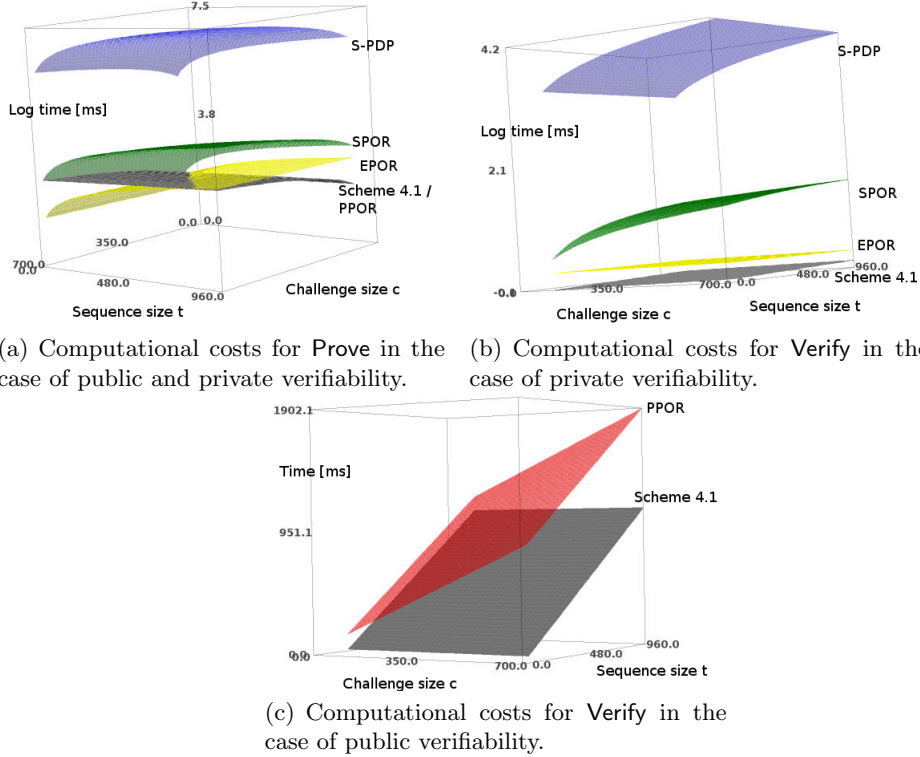 7.5
S-PDP
Log time [ms]
3.8
SPOR
EPOR
Scheme 4.1 /
PPOR
0.0
0.0
350.0
700.0
0.0
480.0
960.0
Challenge size c
Sequence size t
4.2
S-PDP
Log time [ms]
2.1
SPOR
EPOR
960.0
Scheme 4.1
480.0
350.0
700.0
0.0
Challenge size c
Sequence size t
(a) Computational costs for Prove in the
case of public and private verifiability.
(b) Computational costs for Verify in the
case of private verifiability.
1902.1
PPOR
Time [ms]
Scheme 4.1
951.1
960.0
350.0
700.0
0.0
480.0
Sequence size t
Challenge size c
(c) Computational costs for Verify in the
case of public verifiability.